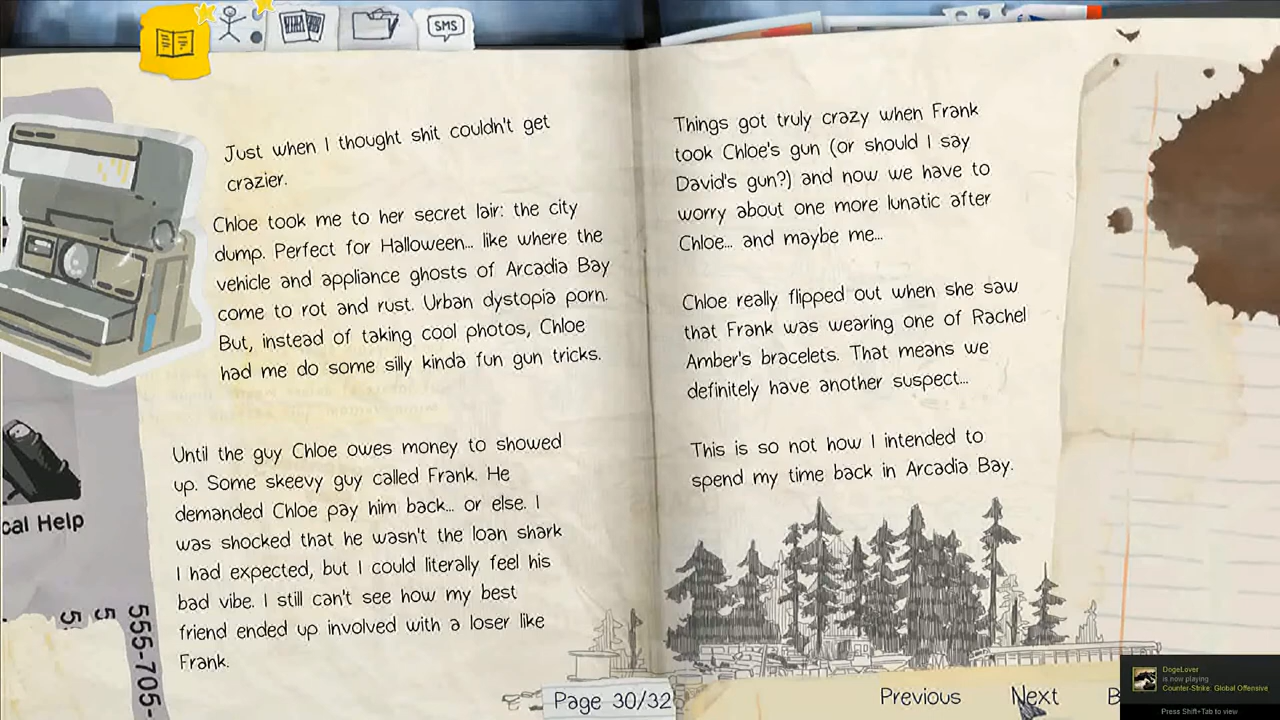 SMS
Just when I thought shit couldn't get
crazier.
Chloe took me to her secret lair: the city
dump. Perfect for Halloween... like where the
vehicle and appliance ghosts of Arcadia Bay
come to rot and rust. Urban dystopia porn.
But, instead of taking cool photos, Chloe
had me do some silly kinda fun gun tricks.
Until the guy Chloe owes money to showed
up. Some skeevy guy called Frank. He
demanded Chloe pay him back... or else. I
was shocked that he wasn't the loan shark
I had expected, but I could literally feel his
bad vibe. I still can't see how my best
friend ended up involved with a loser like
Frank.
cal Help
555-705-
5
5
Things got truly crazy when Frank
took Chloe's gun (or should I say
David's gun?) and now we have to
worry about one more lunatic after
Chloe... and maybe me...
Chloe really flipped out when she saw
that Frank was wearing one of Rachel
Amber's bracelets. That means we
definitely have another suspect...
This is so not how I intended to
spend my time back in Arcadia Bay.
Page 30/32
Previous
Next
B
DogeLover
is now playing
Counter-Strike: Global Offensive
Press Shift+Tab to view